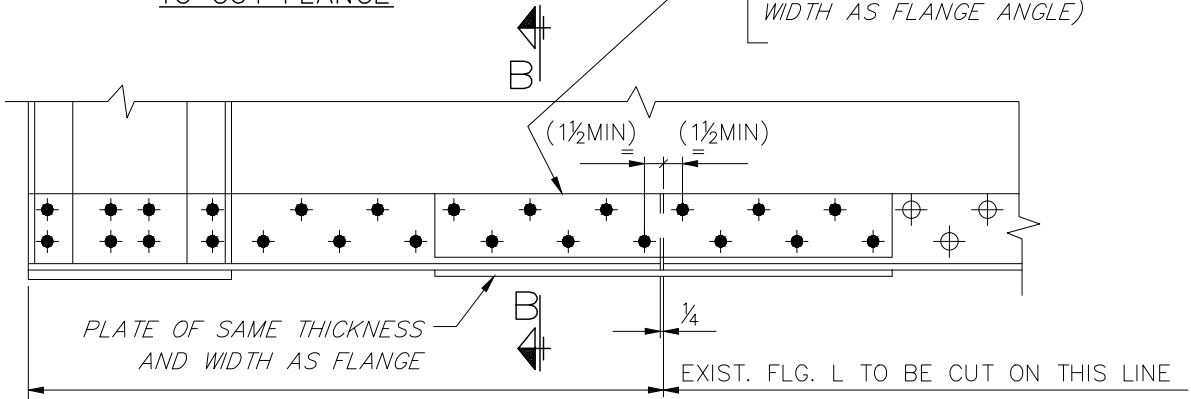 TO CUT FLANGE
WIDTH AS FLANGE ANGLE)
B
(1½MIN)
=
(1½MIN)
=
PLATE OF SAME THICKNESS
AND WIDTH AS FLANGE
B
¼
EXIST. FLG. L TO BE CUT ON THIS LINE